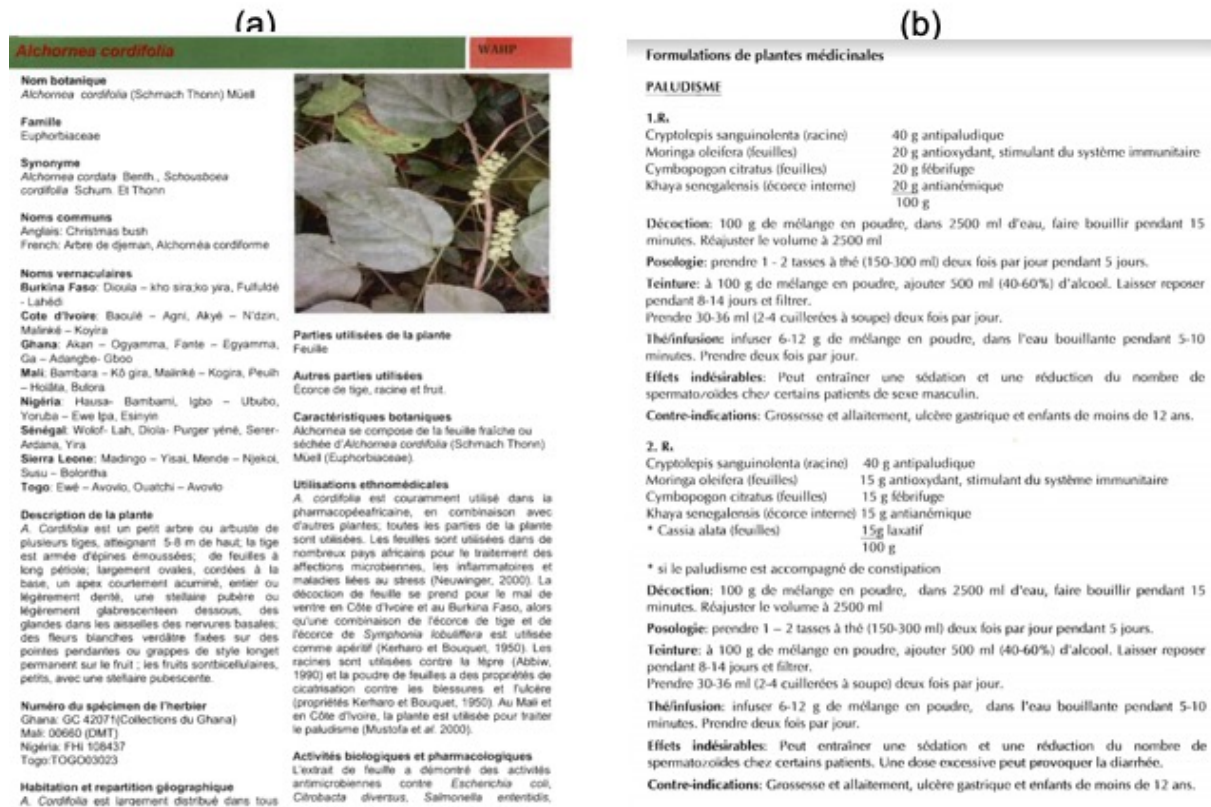 (a)
Alchornea cordifolia
WAHP
Nom botanique
Alchornea cordifolia (Schmach Thonn) Müell
Famille
Euphorbiaceae
Synonyme
Alchornea cordata Benth., Schousboea
cordifolia Schum. Et Thonn
Noms communs
Anglais: Christmas bush
French: Arbre de djeman, Alchornéa cordiforme
Noms vernaculaires
Burkina Faso: Dioula – kho sira;ko yira, Fulfuldé
- Lahédi
Cote d'Ivoire: Baoulé – Agni, Akyé – N'dzin,
Malinké – Koyira
Ghana: Akan – Ogyamma, Fante – Egyamma,
Ga – Adangbe- Gboo
Mali: Bambara – Kô gira, Malinké – Kogira, Peulh
– Holâta, Bulora
Nigéria: Hausa- Bambami, Igbo – Ububo,
Yoruba – Ewe Ipa, Esinyin
Sénégal: Wolof- Lah, Diola- Purger yéné, Serer-
Ardana, Yira
Sierra Leone: Madingo – Yisai, Mende – Njekoi,
Susu – Bolontha
Togo: Ewé – Avovlo, Ouatchi – Avovlo
Description de la plante
A. Cordifolia est un petit arbre ou arbuste de
plusieurs tiges, atteignant 5-8 m de haut; la tige
est armée d'épines émoussées; de feuilles à
long pétiole; largement ovales, cordées à la
base, un apex courtement acuminé, entier ou
légèrement denté, une stellaire pubère ou
légèrement glabrescenteen dessous, des
glandes dans les aisselles des nervures basales;
des fleurs blanches verdâtre fixées sur des
pointes pendantes ou grappes de style longet
permanent sur le fruit ; les fruits sontbicellulaires,
petits, avec une stellaire pubescente.
Numéro du spécimen de l'herbier
Ghana: GC 42071(Collections du Ghana)
Mali: 00660 (DMT)
Nigéria: FHI 108437
Togo:TOGO03023
Habitation et repartition géographique
A. Cordifolia est largement distribué dans tous
Parties utilisées de la plante
Feuille
Autres parties utilisées
Écorce de tige, racine et fruit.
Caractéristiques botaniques
Alchornea se compose de la feuille fraîche ou
séchée d'Alchornea cordifolia (Schmach Thonn)
Müell (Euphorbiaceae).
Utilisations ethnomédicales
A. cordifolia est couramment utilisé dans la
pharmacopéeafricaine, en combinaison avec
d'autres plantes; toutes les parties de la plante
sont utilisées. Les feuilles sont utilisées dans de
nombreux pays africains pour le traitement des
affections microbiennes, les inflammatoires et
maladies liées au stress (Neuwinger, 2000). La
décoction de feuille se prend pour le mal de
ventre en Côte d'Ivoire et au Burkina Faso, alors
qu'une combinaison de l'écorce de tige et de
l'écorce de Symphonia lobuliffera est utilisée
comme apéritif (Kerharo et Bouquet, 1950). Les
racines sont utilisées contre la lèpre (Abbiw,
1990) et la poudre de feuilles a des propriétés de
cicatrisation contre les blessures et l'ulcère
(propriétés Kerharo et Bouquet, 1950). Au Mali et
en Côte d'Ivoire, la plante est utilisée pour traiter
le paludisme (Mustofa et al. 2000).
Activités biologiques et pharmacologiques
L'extrait de feuille a démontré des activités
antimicrobiennes contre Escherichia coli,
Citrobacta diversus, Salmonella enteritidis,
(b)
Formulations de plantes médicinales
PALUDISME
1.R.
Cryptolepis sanguinolenta (racine) 40 g antipaludique
Moringa oleifera (feuilles) 20 g antioxydant, stimulant du système immunitaire
Cymbopogon citratus (feuilles) 20 g fébrifuge
Khaya senegalensis (écorce interne) 20 g antianémique
100 g
Décoction: 100 g de mélange en poudre, dans 2500 ml d'eau, faire bouillir pendant 15
minutes. Réajuster le volume à 2500 ml
Posologie: prendre 1 - 2 tasses à thé (150-300 ml) deux fois par jour pendant 5 jours.
Teinture: à 100 g de mélange en poudre, ajouter 500 ml (40-60%) d'alcool. Laisser reposer
pendant 8-14 jours et filtrer.
Prendre 30-36 ml (2-4 cuillerées à soupe) deux fois par jour.
Thé/infusion: infuser 6-12 g de mélange en poudre, dans l'eau bouillante pendant 5-10
minutes. Prendre deux fois par jour.
Effets indésirables: Peut entraîner une sédation et une réduction du nombre de
spermatozoïdes chez certains patients de sexe masculin.
Contre-indications: Grossesse et allaitement, ulcère gastrique et enfants de moins de 12 ans.
2. R.
Cryptolepis sanguinolenta (racine) 40 g antipaludique
Moringa oleifera (feuilles) 15 g antioxydant, stimulant du système immunitaire
Cymbopogon citratus (feuilles) 15 g fébrifuge
Khaya senegalensis (écorce interne) 15 g antianémique
* Cassia alata (feuilles) 15g laxatif
100 g
* si le paludisme est accompagné de constipation
Décoction: 100 g de mélange en poudre, dans 2500 ml d'eau, faire bouillir pendant 15
minutes. Réajuster le volume à 2500 ml
Posologie: prendre 1 – 2 tasses à thé (150-300 ml) deux fois par jour pendant 5 jours.
Teinture: à 100 g de mélange en poudre, ajouter 500 ml (40-60%) d'alcool. Laisser reposer
pendant 8-14 jours et filtrer.
Prendre 30-36 ml (2-4 cuillerées à soupe) deux fois par jour.
Thé/infusion: infuser 6-12 g de mélange en poudre, dans l'eau bouillante pendant 5-10
minutes. Prendre deux fois par jour.
Effets indésirables: Peut entraîner une sédation et une réduction du nombre de
spermatozoïdes chez certains patients. Une dose excessive peut provoquer la diarrhée.
Contre-indications: Grossesse et allaitement, ulcère gastrique et enfants de moins de 12 ans.